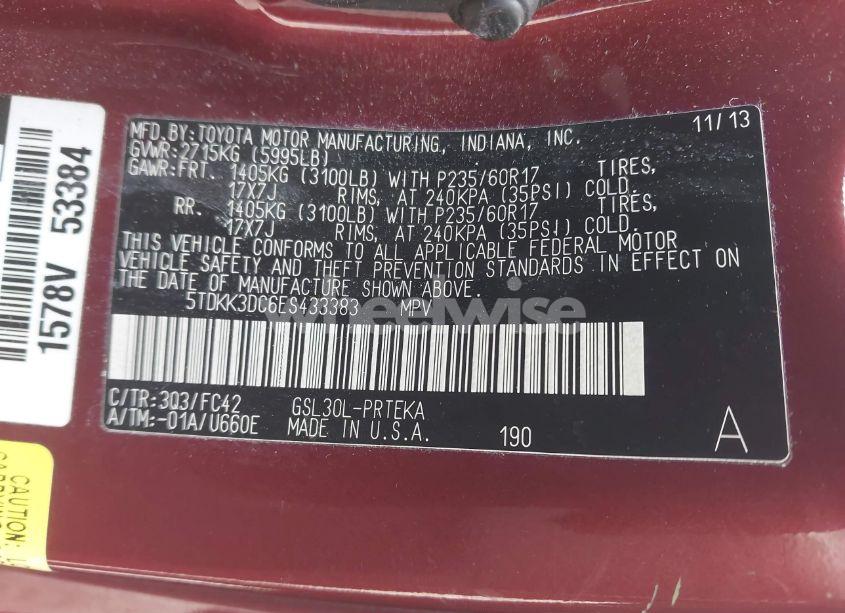 MFD. BY: TOYOTA MOTOR MANUFACTURING, INDIANA, INC. 11/13
GVWR: 2715KG (5995LB)
GAWR: FRT. 1405KG (3100LB) WITH P235/60R17 TIRES,
17X7J RIMS, AT 240KPA (35PSI) COLD.
RR. 1405KG (3100LB) WITH P235/60R17 TIRES,
17X7J RIMS, AT 240KPA (35PSI) COLD.
THIS VEHICLE CONFORMS TO ALL APPLICABLE FEDERAL MOTOR
VEHICLE SAFETY AND THEFT PREVENTION STANDARDS IN EFFECT ON
THE DATE OF MANUFACTURE SHOWN ABOVE.
5TDKK3DC6ES433383 MPV
C/TR: 3Q3/FC42 GSL30L-PRTEKA
A/TM: -01A/U660E MADE IN U.S.A. 190 A
1578V 53384
CAUTION:
wheelwise